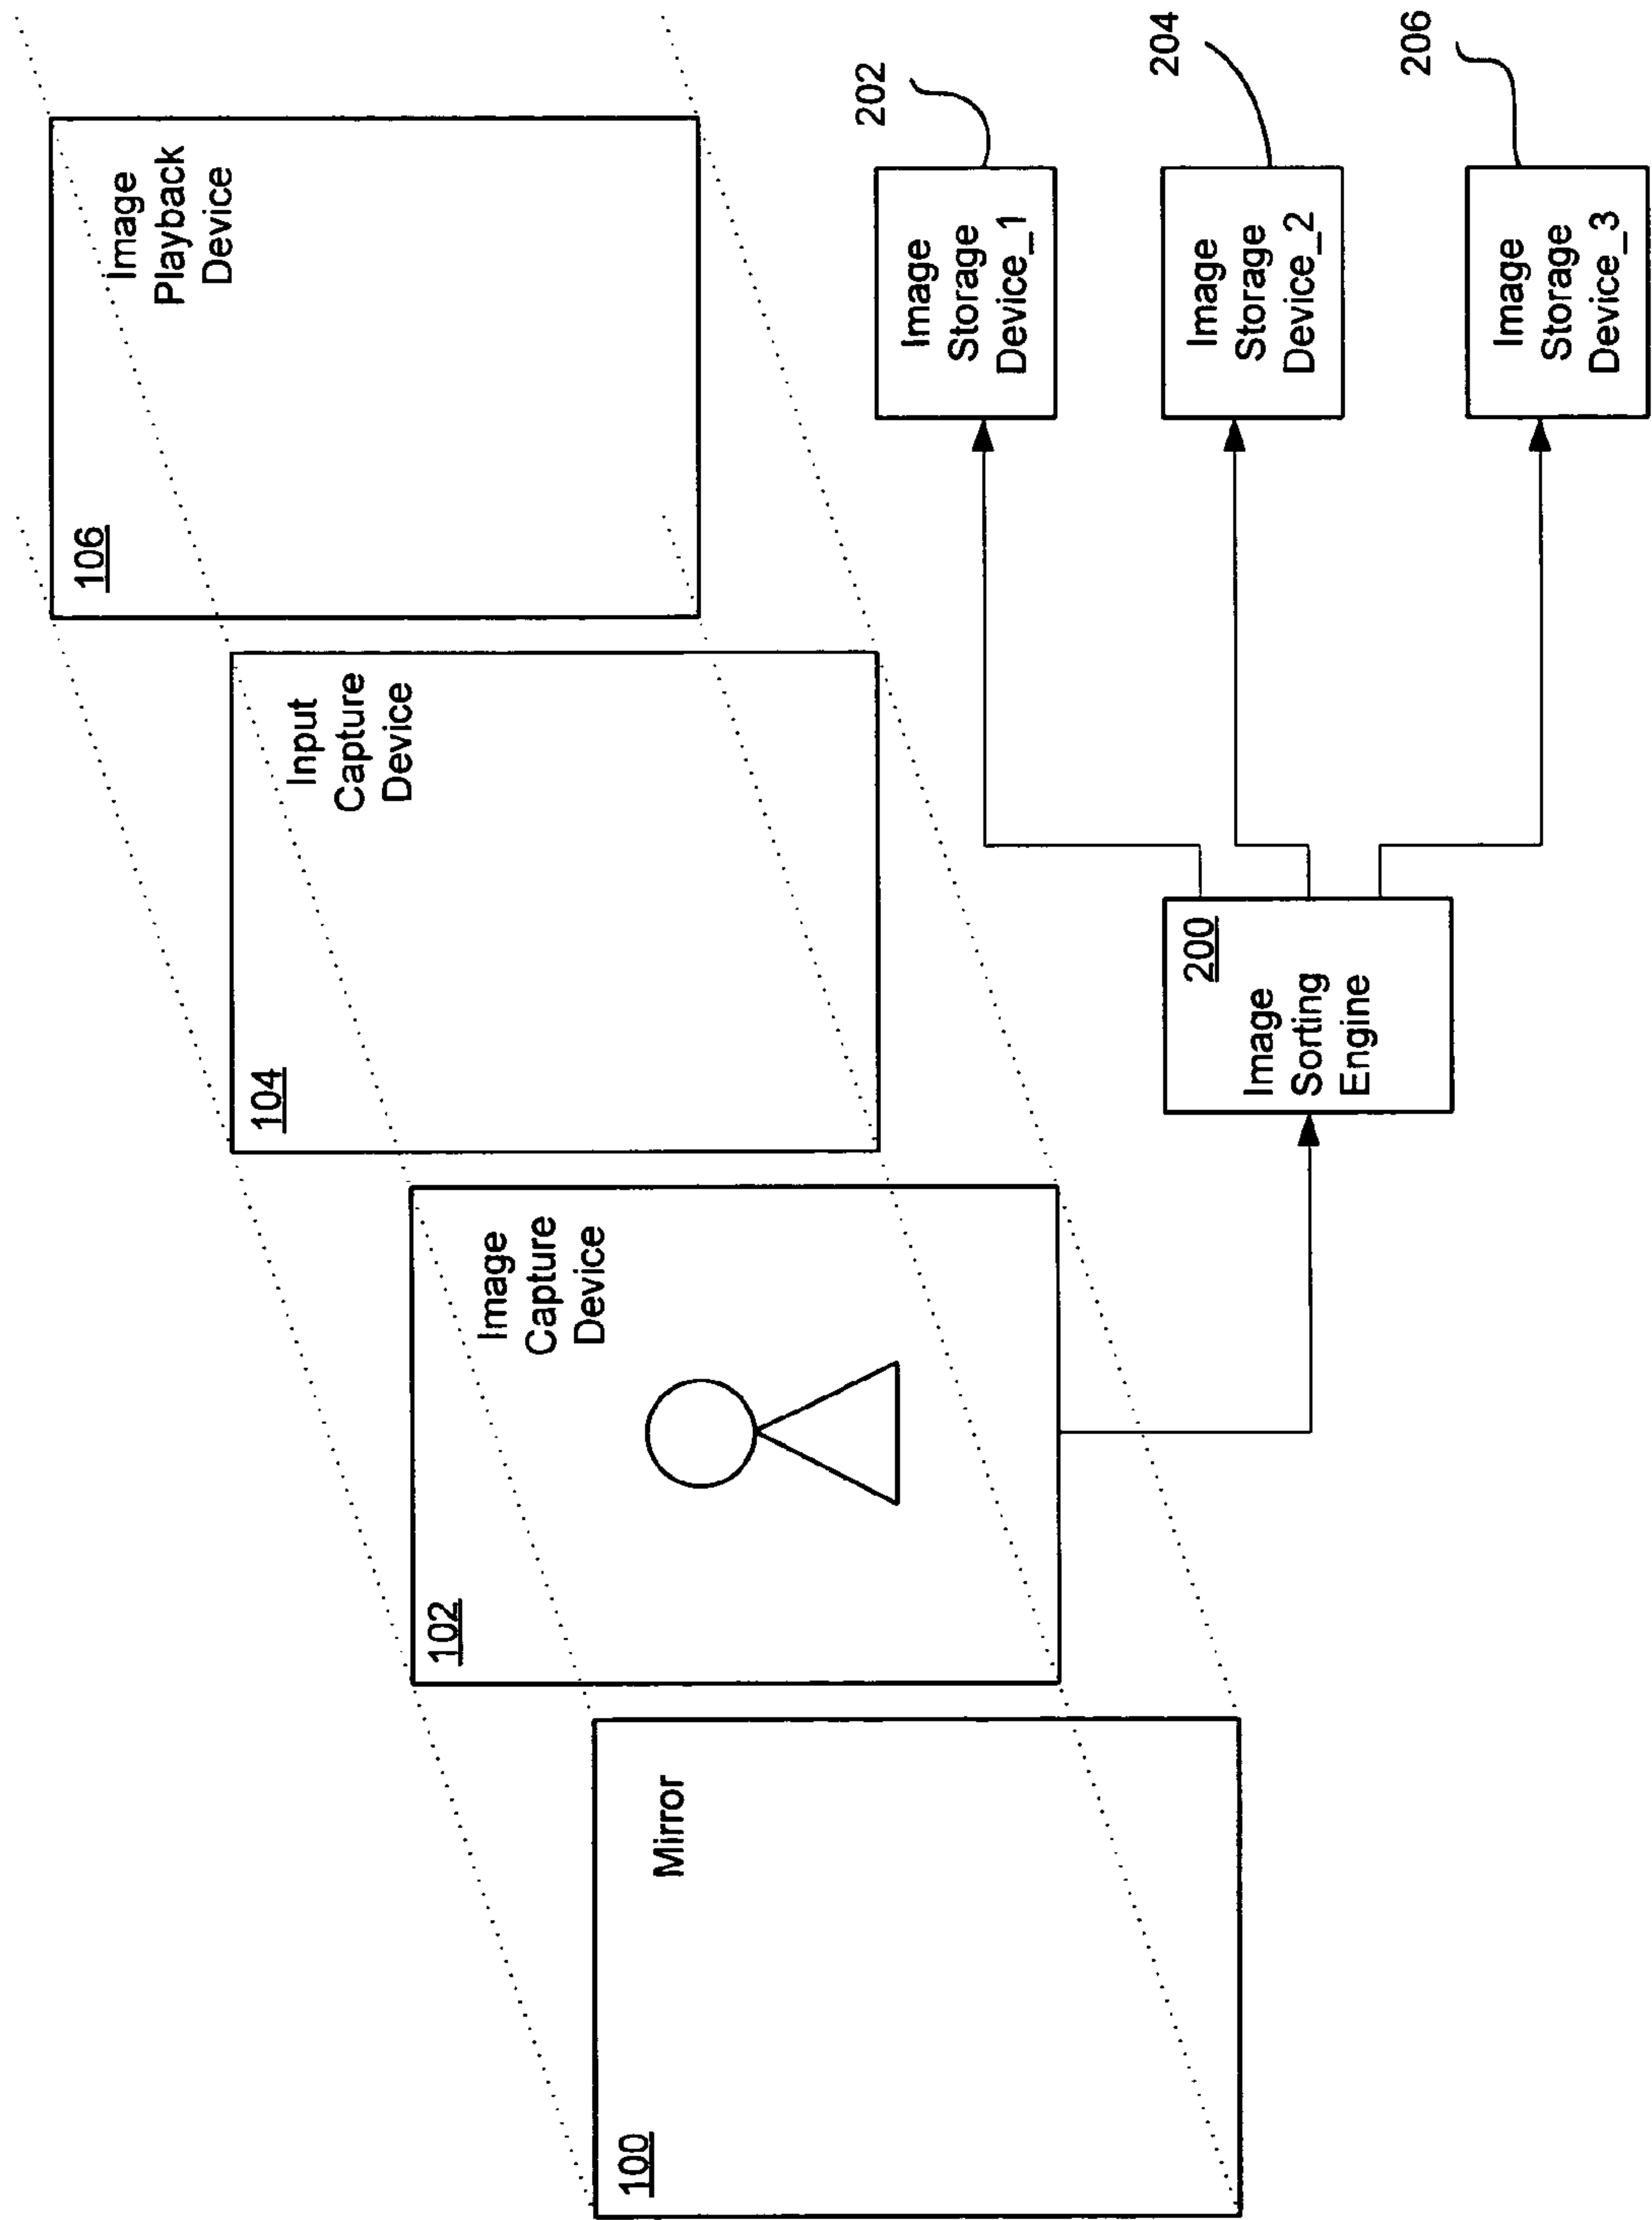 100
Mirror
102
Image
Capture
Device
104
Input
Capture
Device
106
Image
Playback
Device
200
Image
Sorting
Engine
202
Image
Storage
Device_1
204
Image
Storage
Device_2
206
Image
Storage
Device_3